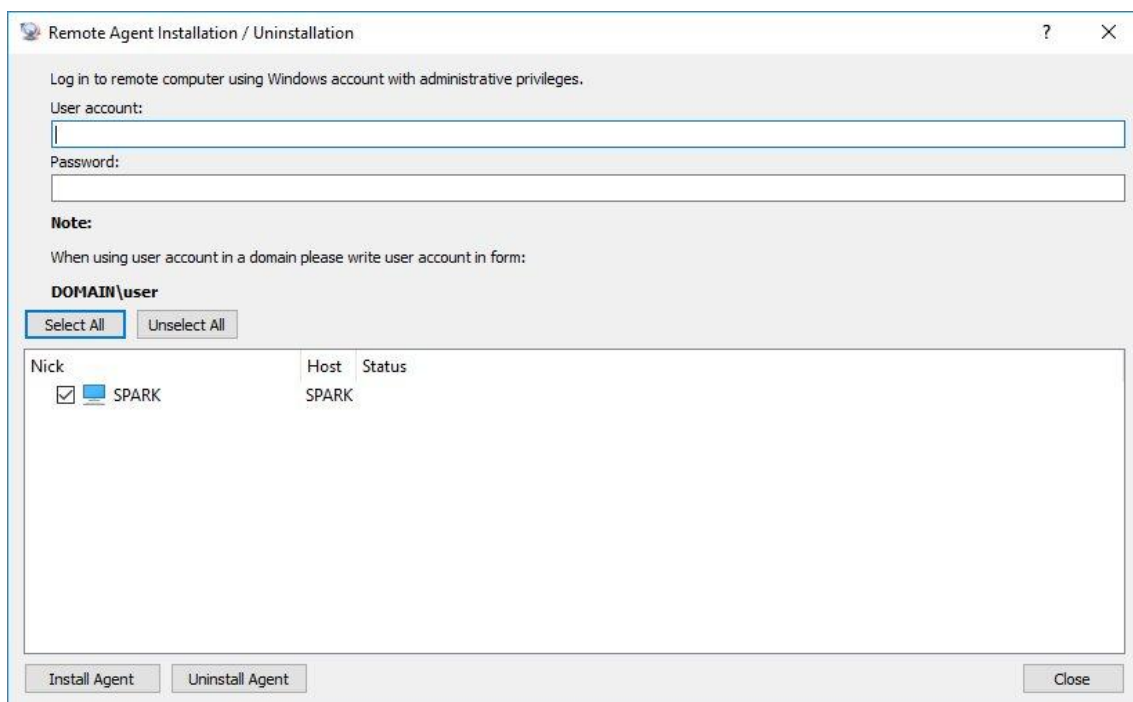 Remote Agent Installation / Uninstallation
?
Log in to remote computer using Windows account with administrative privileges.
User account:
Password:
Note:
When using user account in a domain please write user account in form:
DOMAIN\user
Select All Unselect All
Nick Host Status
SPARK SPARK
Install Agent Uninstall Agent Close